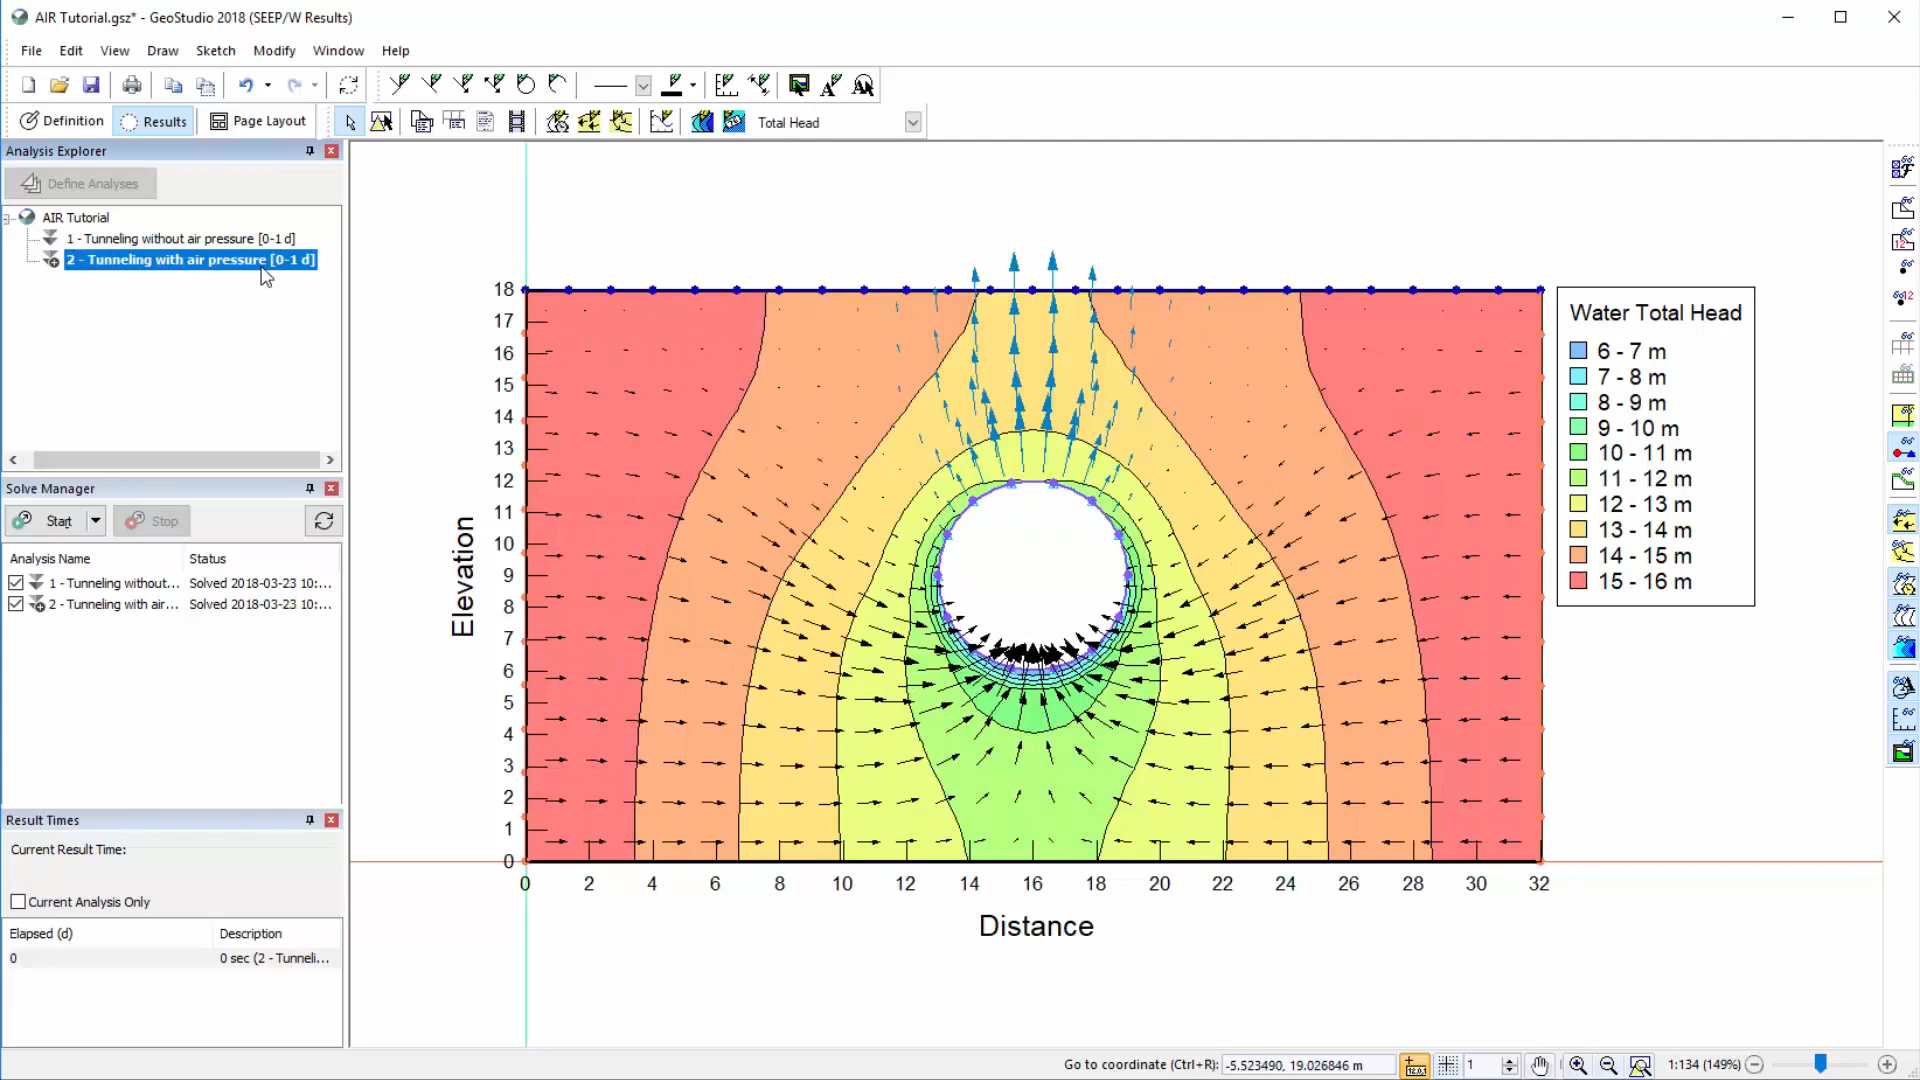 AIR Tutorial.gsz* - GeoStudio 2018 (SEEP/W Results)
File Edit View Draw Sketch Modify Window Help
Definition Results Page Layout Total Head
Analysis Explorer
Define Analyses
AIR Tutorial
1 - Tunneling without air pressure [0-1 d]
2 - Tunneling with air pressure [0-1 d]
Solve Manager
Start Stop
Analysis Name Status
1 - Tunneling without... Solved 2018-03-23 10:...
2 - Tunneling with air... Solved 2018-03-23 10:...
Result Times
Current Result Time:
Current Analysis Only
Elapsed (d) Description
0 0 sec (2 - Tunneli...
Elevation
18
17
16
15
14
13
12
11
10
9
8
7
6
5
4
3
2
1
0
0 2 4 6 8 10 12 14 16 18 20 22 24 26 28 30 32
Distance
Water Total Head
6 - 7 m
7 - 8 m
8 - 9 m
9 - 10 m
10 - 11 m
11 - 12 m
12 - 13 m
13 - 14 m
14 - 15 m
15 - 16 m
Go to coordinate (Ctrl+R): -5.523490, 19.026846 m 1 1:134 (149%)